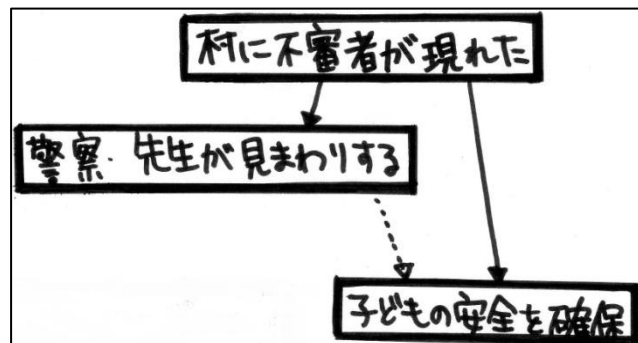 村に不審者が現れた
警察・先生が見まわりする
子どもの安全を確保